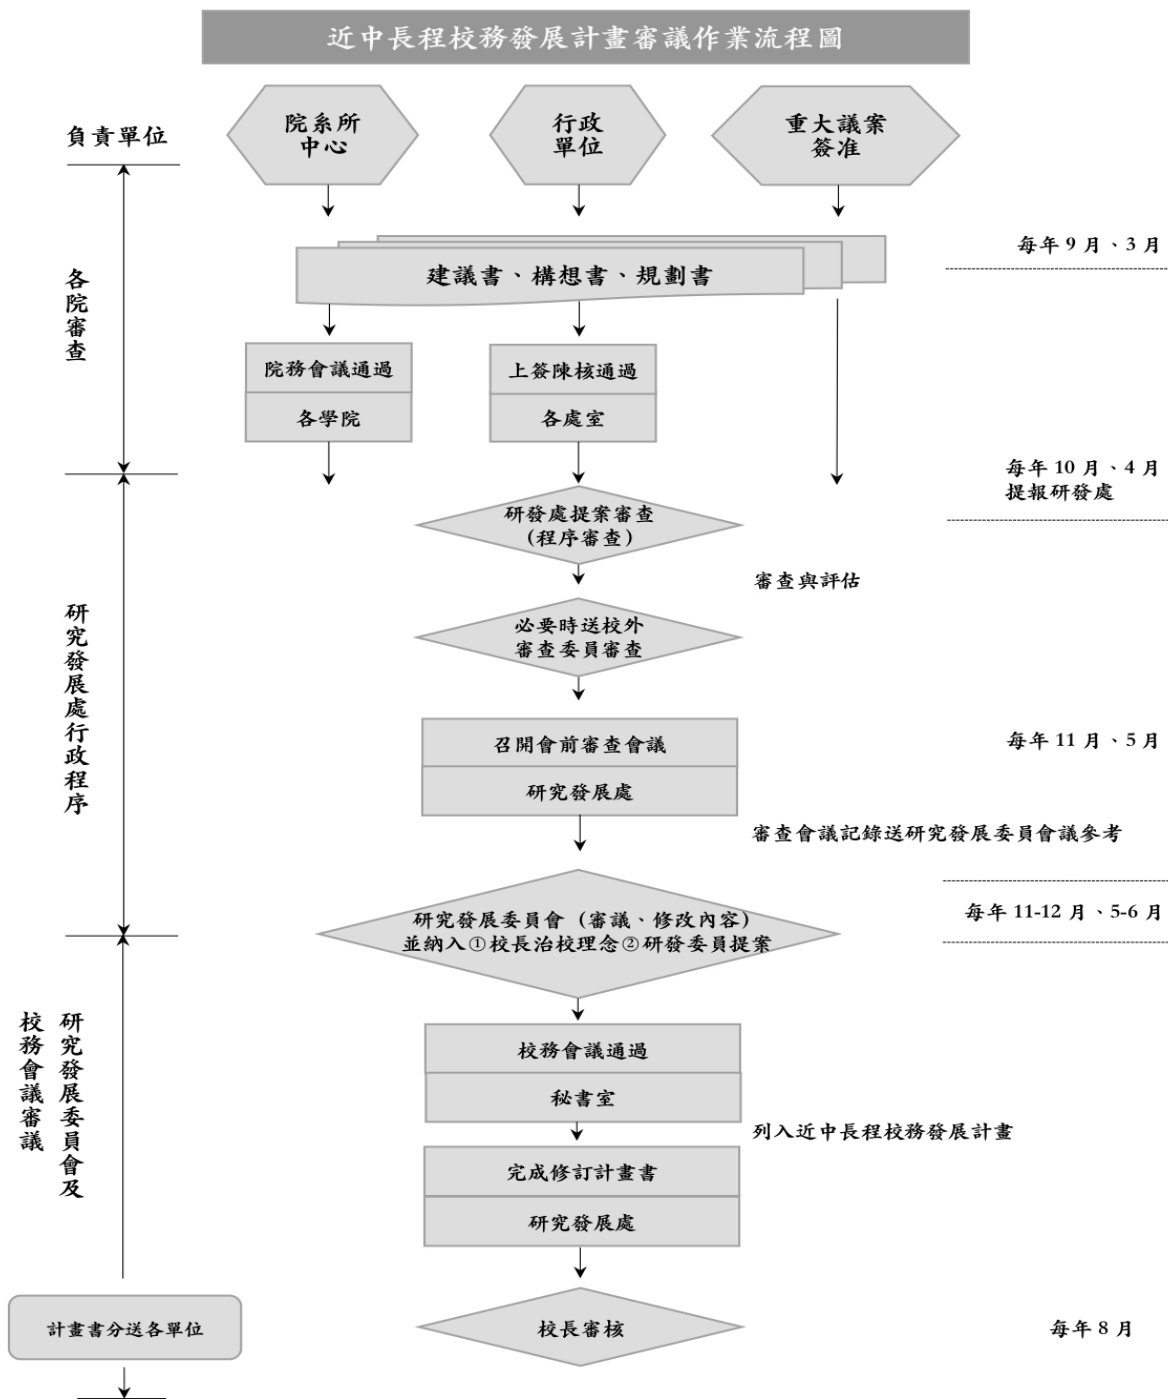 近中長程校務發展計畫審議作業流程圖
負責單位
院系所
中心
行政
單位
重大議案
簽准
每年 9 月、3 月
建議書、構想書、規劃書
各院審查
院務會議通過
各學院
上簽陳核通過
各處室
每年 10 月、4 月
提報研發處
研發處提案審查
(程序審查)
審查與評估
研究發展處行政程序
必要時送校外
審查委員審查
召開會前審查會議
研究發展處
每年 11 月、5 月
審查會議記錄送研究發展委員會議參考
研究發展委員會（審議、修改內容）
並納入①校長治校理念②研發委員提案
每年 11-12 月、5-6 月
研究發展委員會及
校務會議審議
校務會議通過
秘書室
列入近中長程校務發展計畫
完成修訂計畫書
研究發展處
計畫書分送各單位
校長審核
每年 8 月